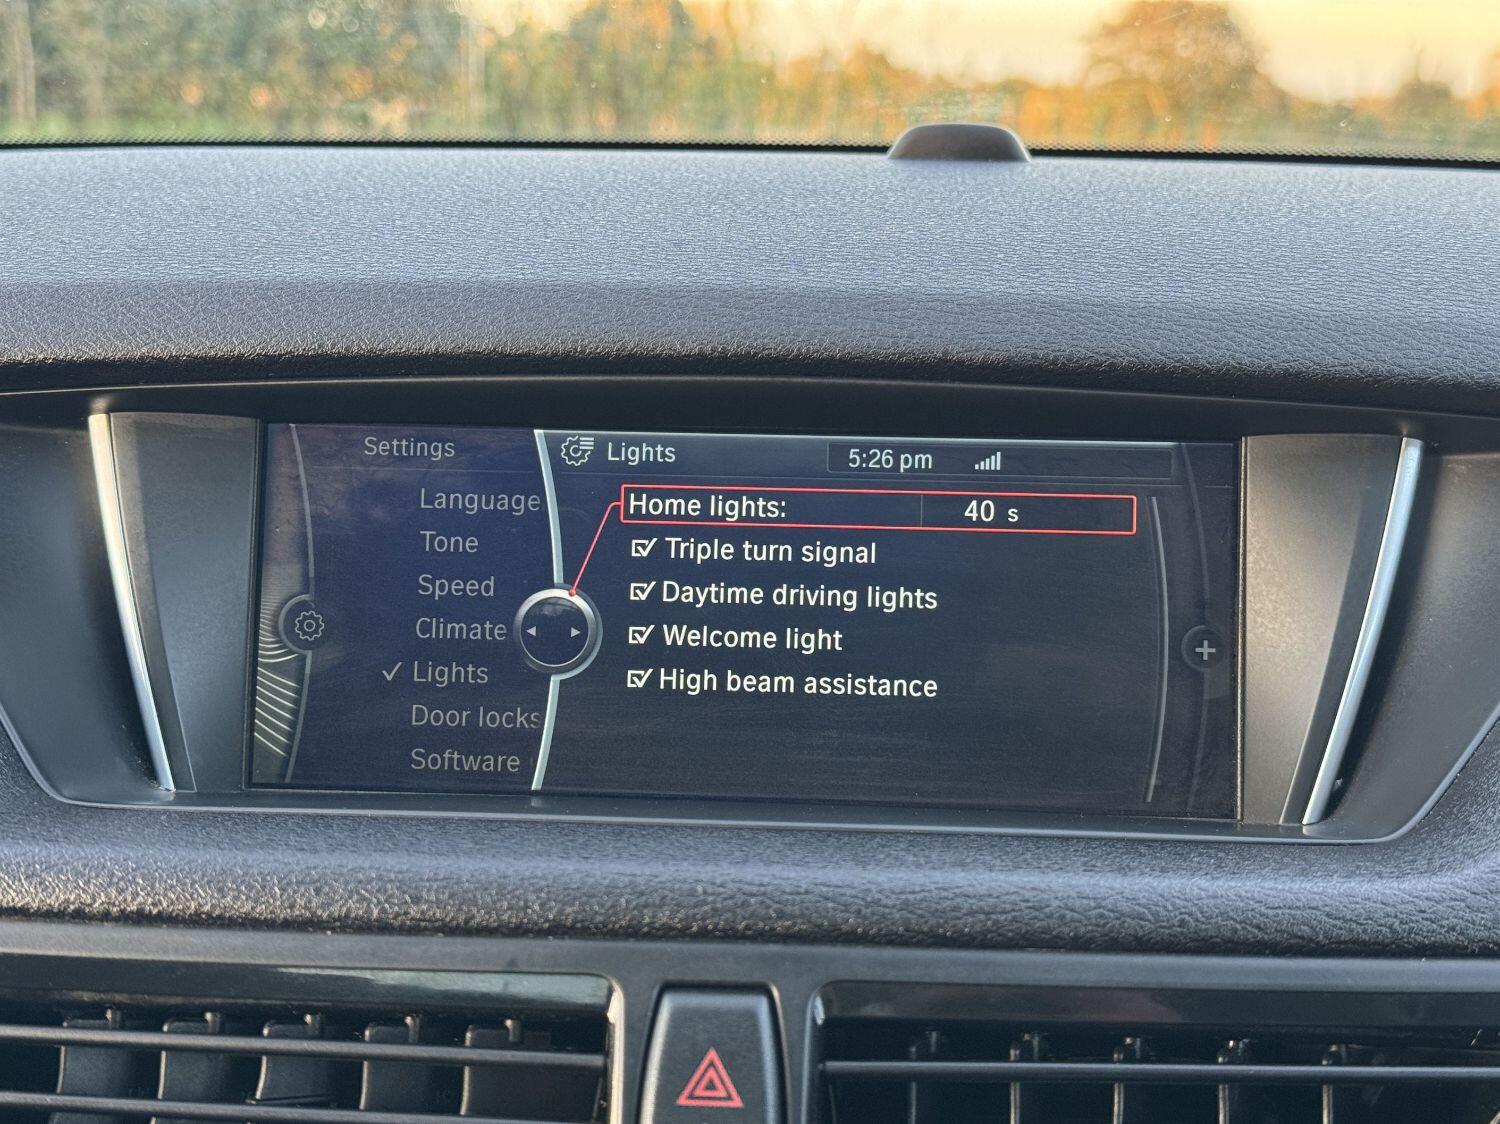 Settings
Language
Tone
Speed
Climate
Lights
Door locks
Software
Lights
5:26 pm
Home lights: 40 s
Triple turn signal
Daytime driving lights
Welcome light
High beam assistance